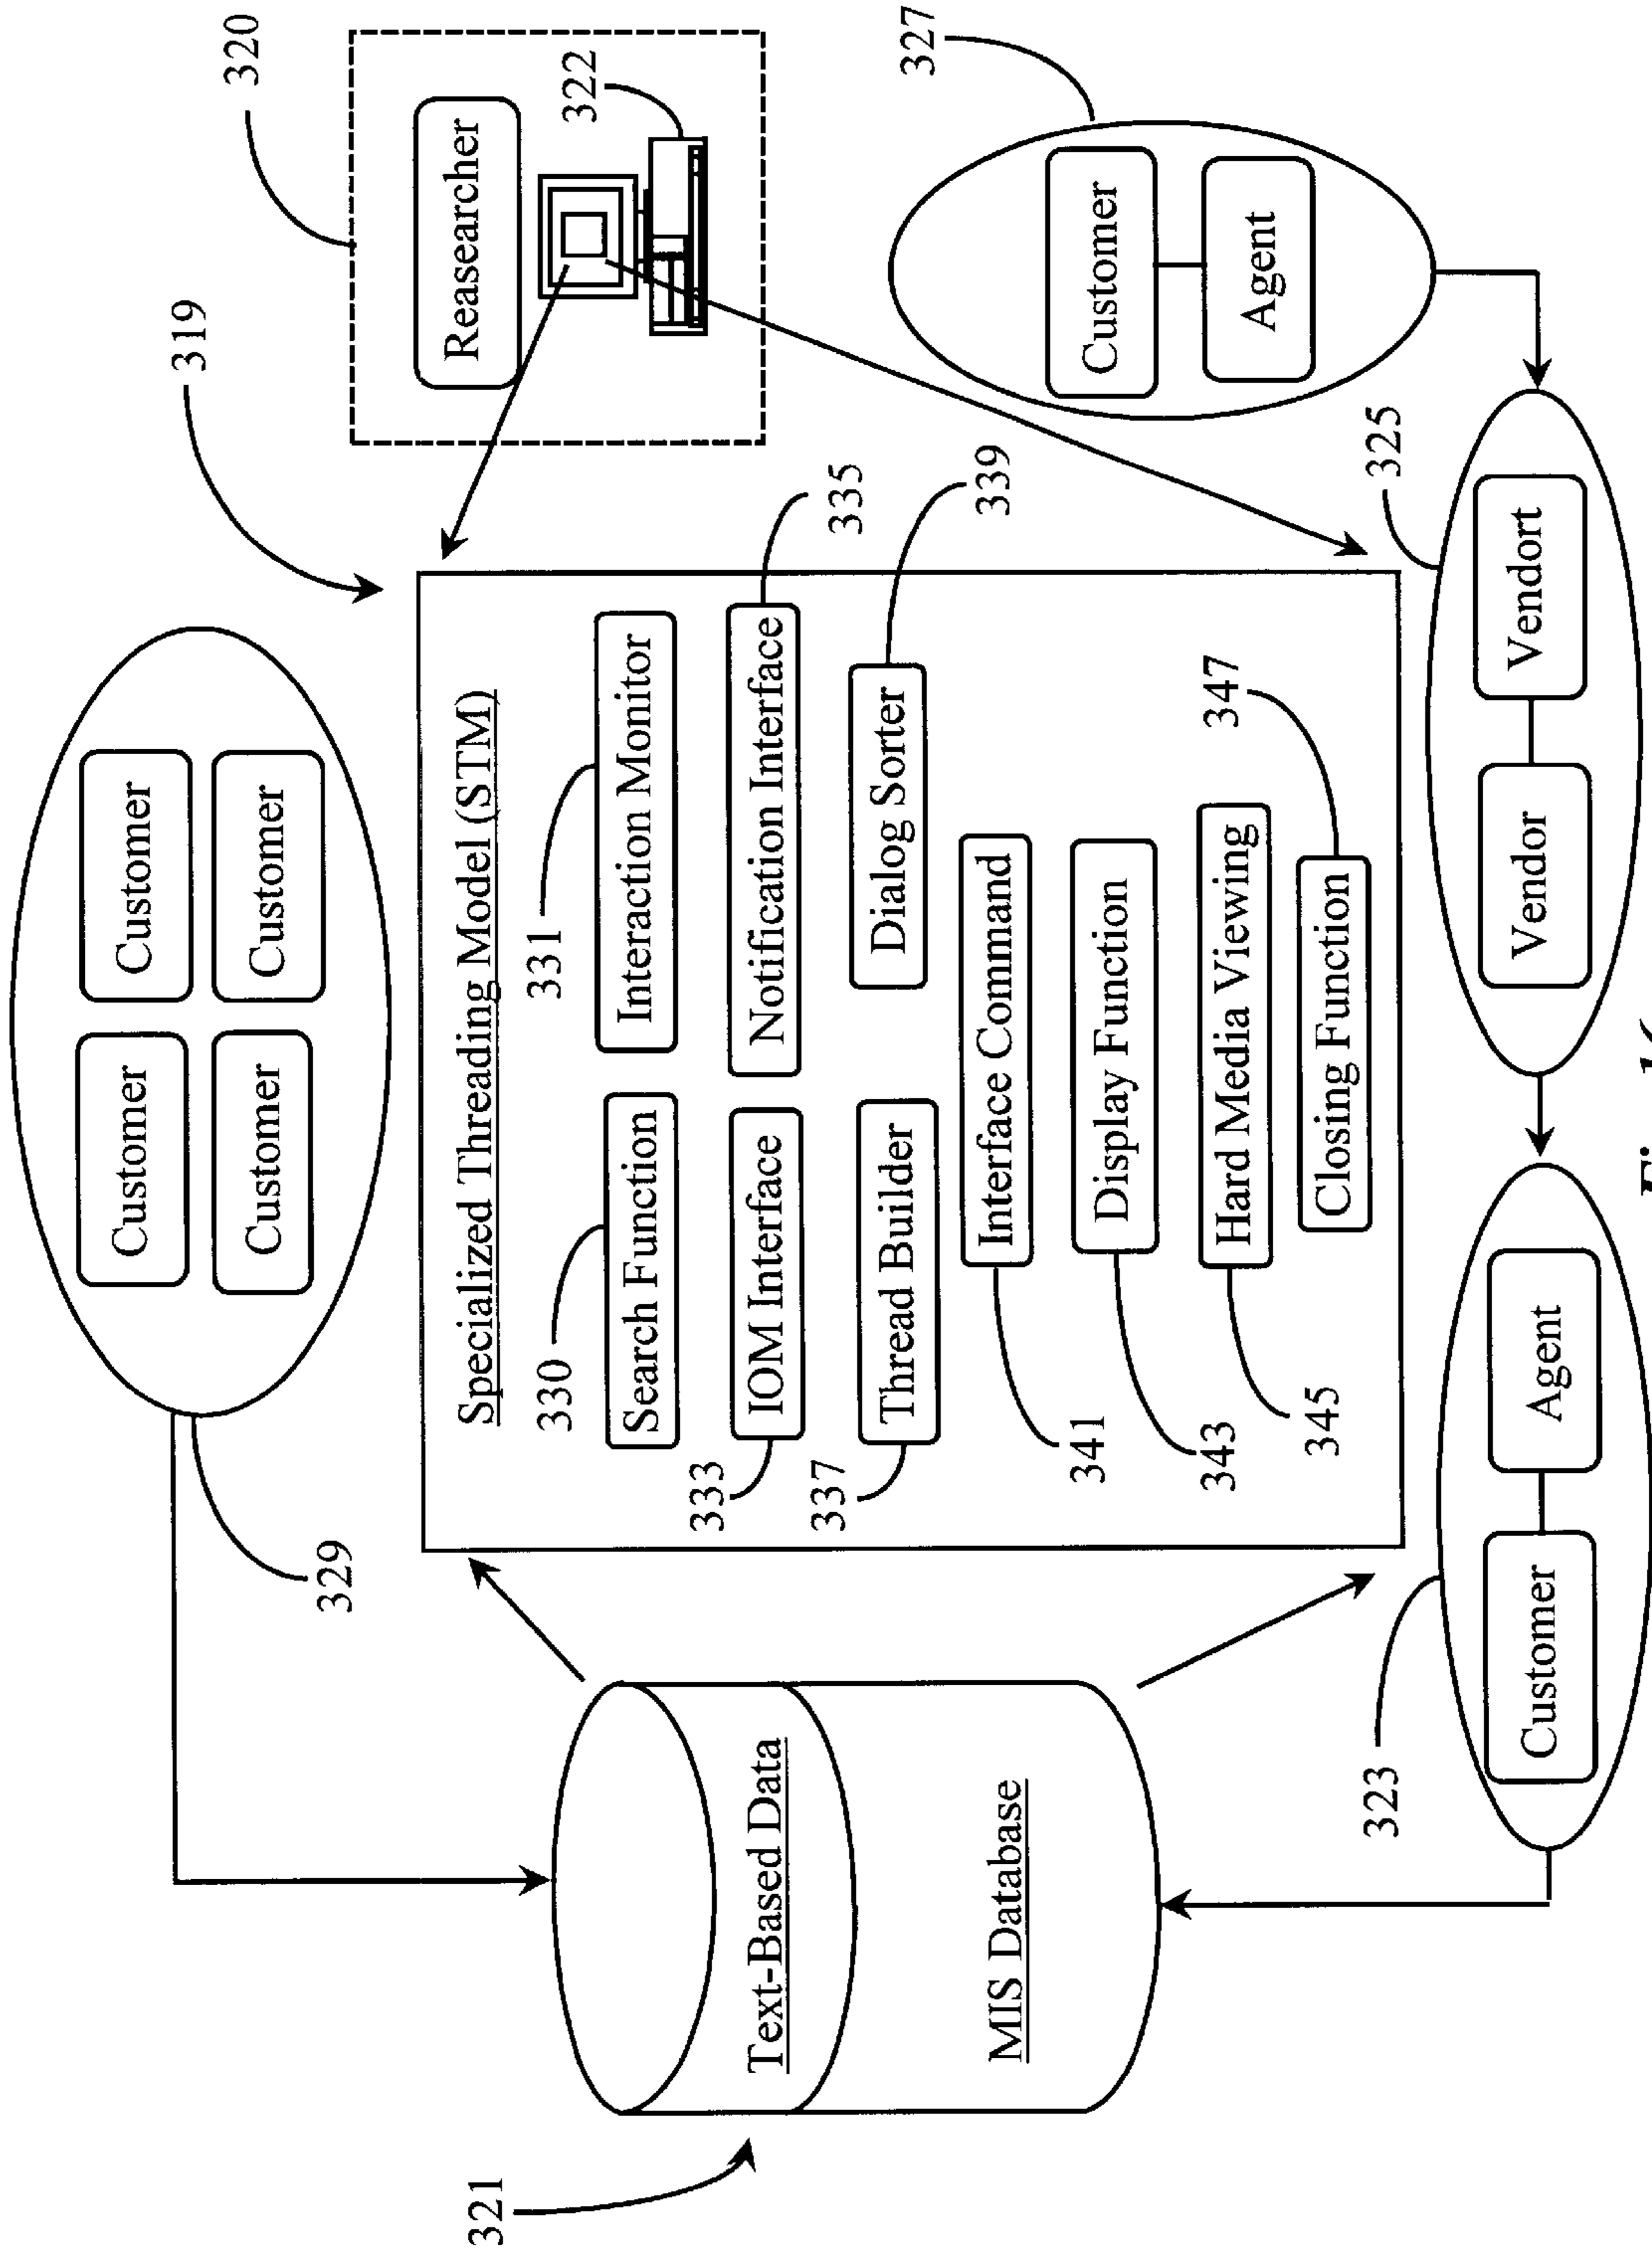 Customer
Customer
Customer
Customer
329
319
320
Reasearcher
322
Specialized Threading Model (STM)
330
Search Function
331
Interaction Monitor
333
IOM Interface
Notification Interface
335
337
Thread Builder
Dialog Sorter
339
341
Interface Command
343
Display Function
345
Hard Media Viewing
347
Closing Function
321
Text-Based Data
MIS Database
323
Customer
Agent
325
Vendor
Vendort
327
Customer
Agent